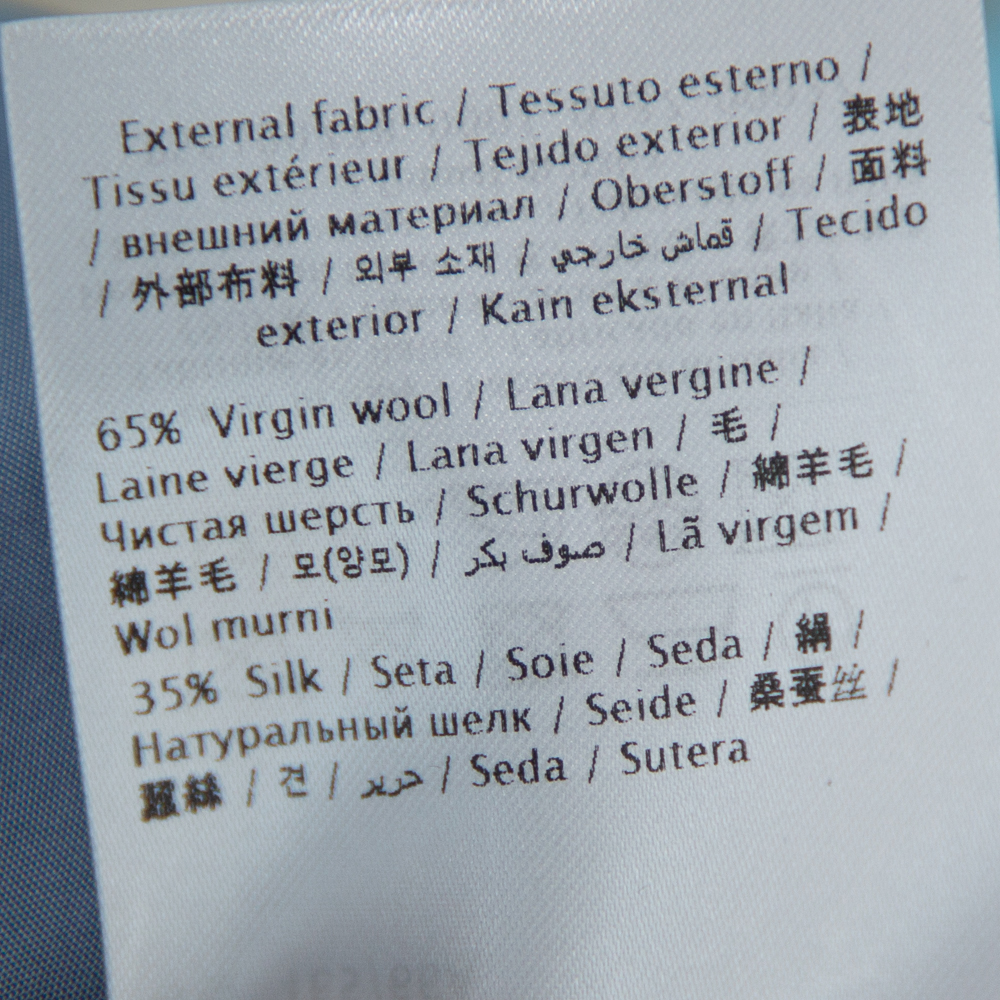 External fabric / Tessuto esterno /
Tissu extérieur / Tejido exterior / 表地
/ внешний материал / Oberstoff / 面料
/ 外部布料 / 외부 소재 / قماش خارجي / Tecido
exterior / Kain eksternal
65% Virgin wool / Lana vergine /
Laine vierge / Lana virgen / 毛 /
Чистая шерсть / Schurwolle / 綿羊毛 /
綿羊毛 / 모(양모) / صوف بكر / Lã virgem /
Wol murni
35% Silk / Seta / Soie / Seda / 絹 /
Натуральный шелк / Seide / 桑蚕丝 /
蠶絲 / 견 / حرير / Seda / Sutera